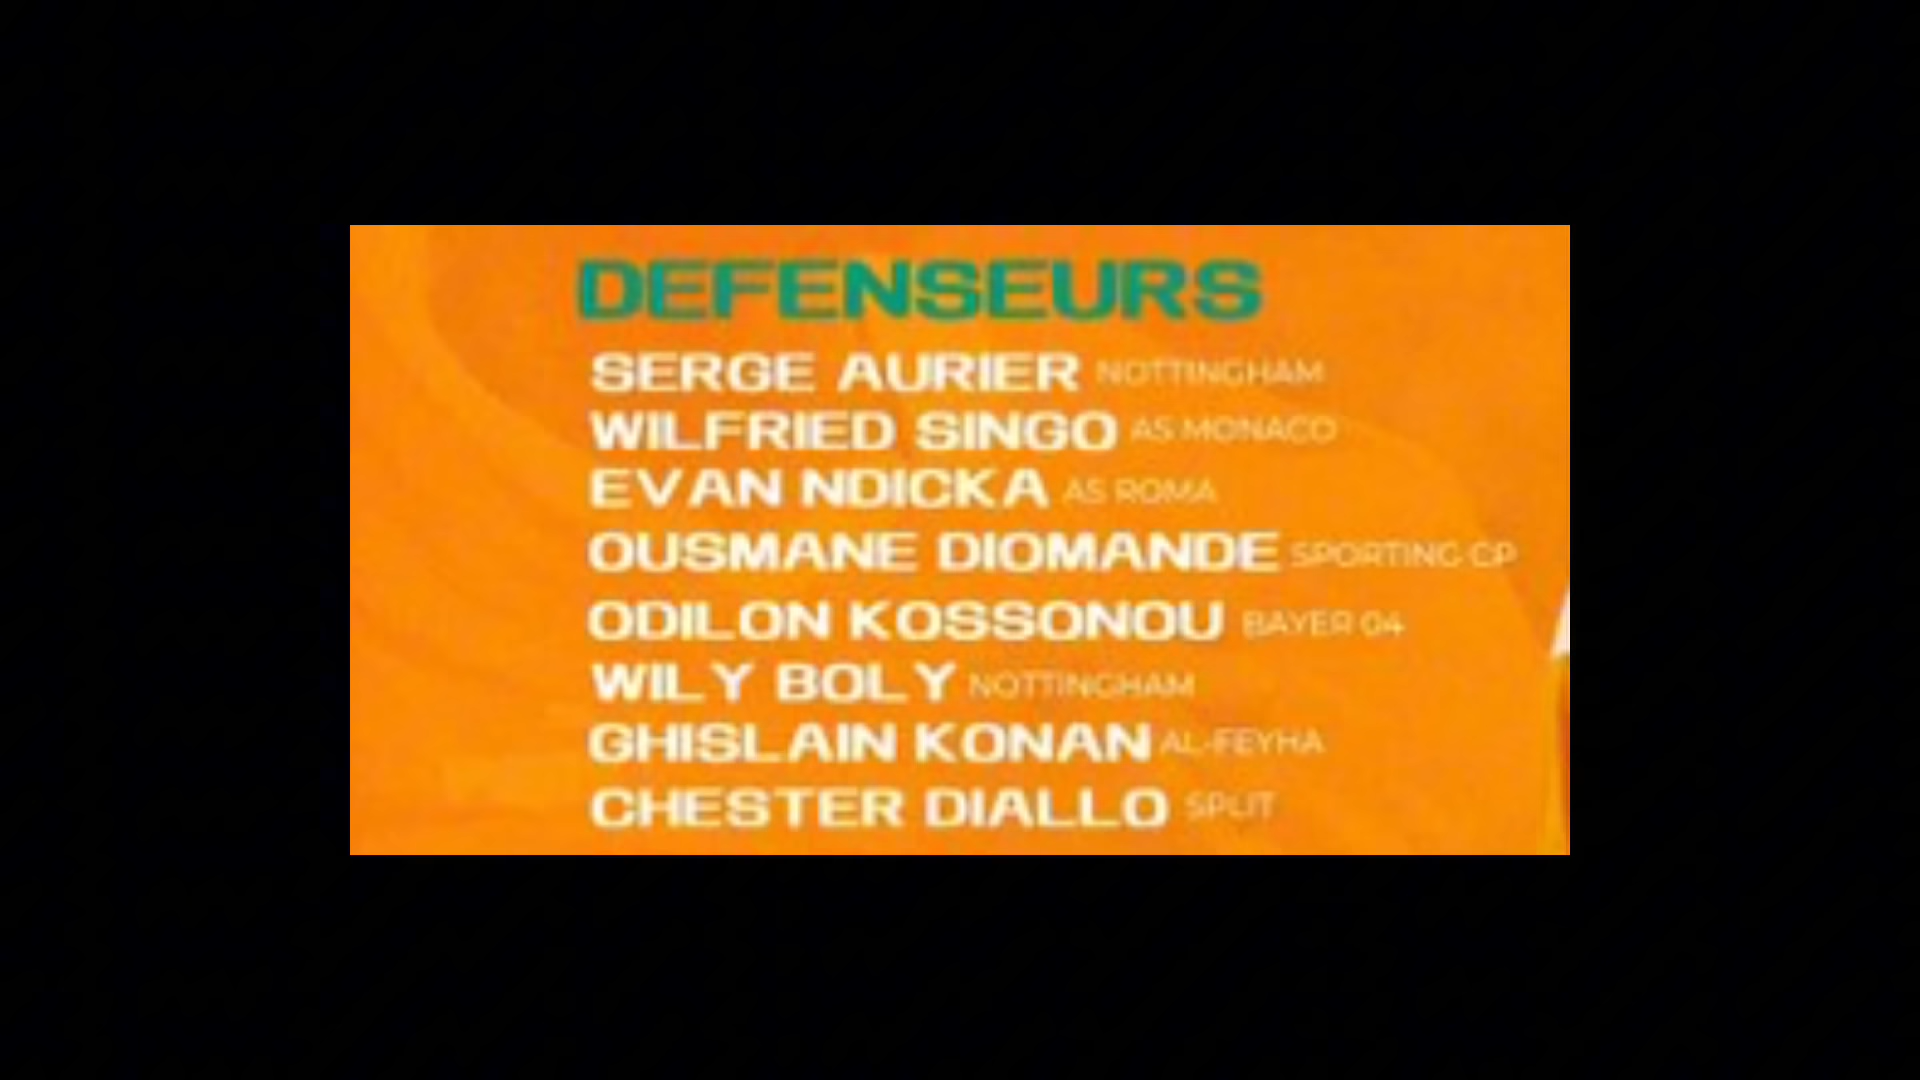 DEFENSEURS
SERGE AURIER NOTTINGHAM
WILFRIED SINGO AS MONACO
EVAN NDICKA AS ROMA
OUSMANE DIOMANDE SPORTING CP
ODILON KOSSONOU BAYER 04
WILY BOLY NOTTINGHAM
GHISLAIN KONAN AL-FEYHA
CHESTER DIALLO SPLIT